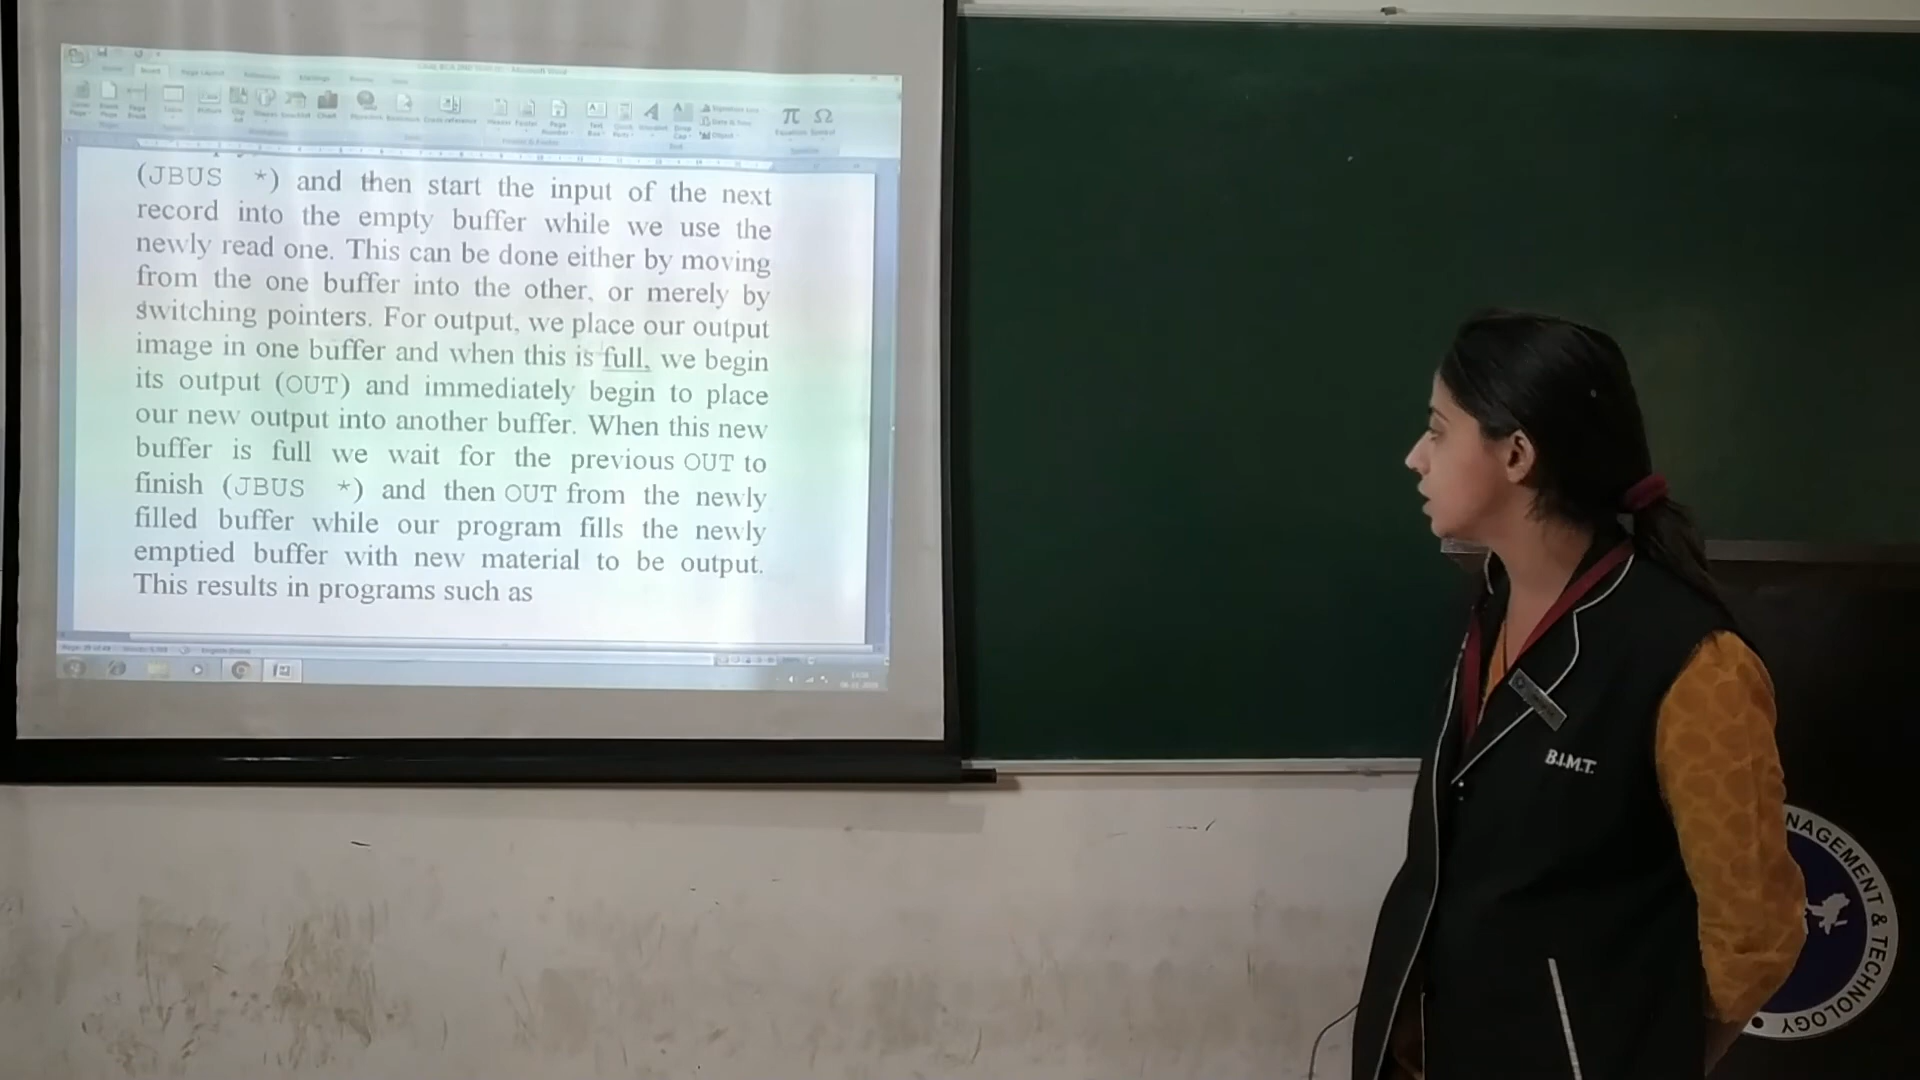 Microsoft Word
(JBUS *) and then start the input of the next
record into the empty buffer while we use the
newly read one. This can be done either by moving
from the one buffer into the other, or merely by
switching pointers. For output, we place our output
image in one buffer and when this is full, we begin
its output (OUT) and immediately begin to place
our new output into another buffer. When this new
buffer is full we wait for the previous OUT to
finish (JBUS *) and then OUT from the newly
filled buffer while our program fills the newly
emptied buffer with new material to be output.
This results in programs such as
B.I.M.T.
NAGEMENT & TECHNOLOGY